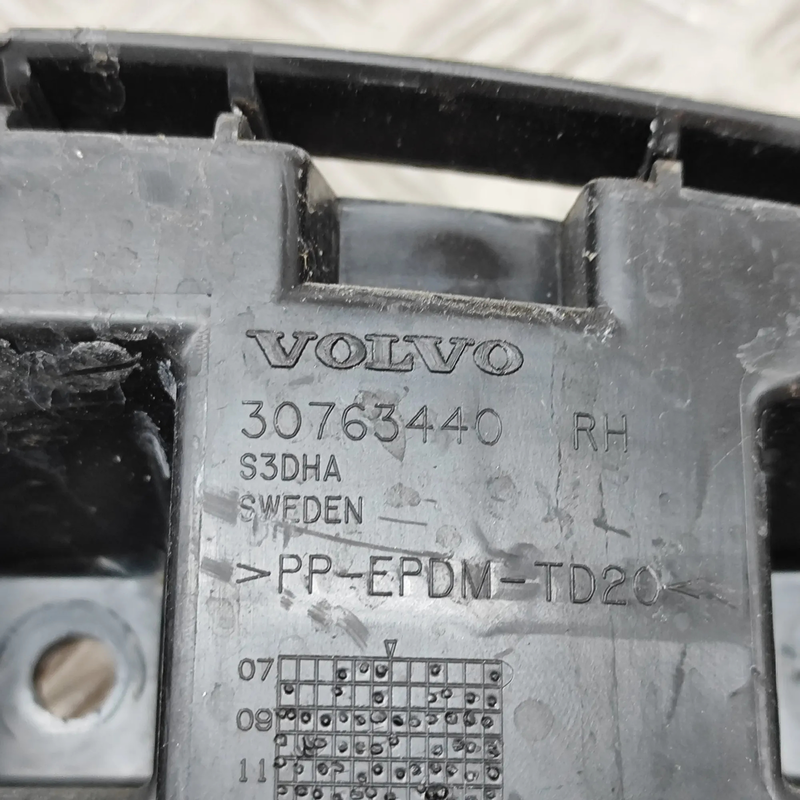 VOLVO
30763440 RH
S3DHA
SWEDEN
>PP-EPDM-TD20<
07
09
11